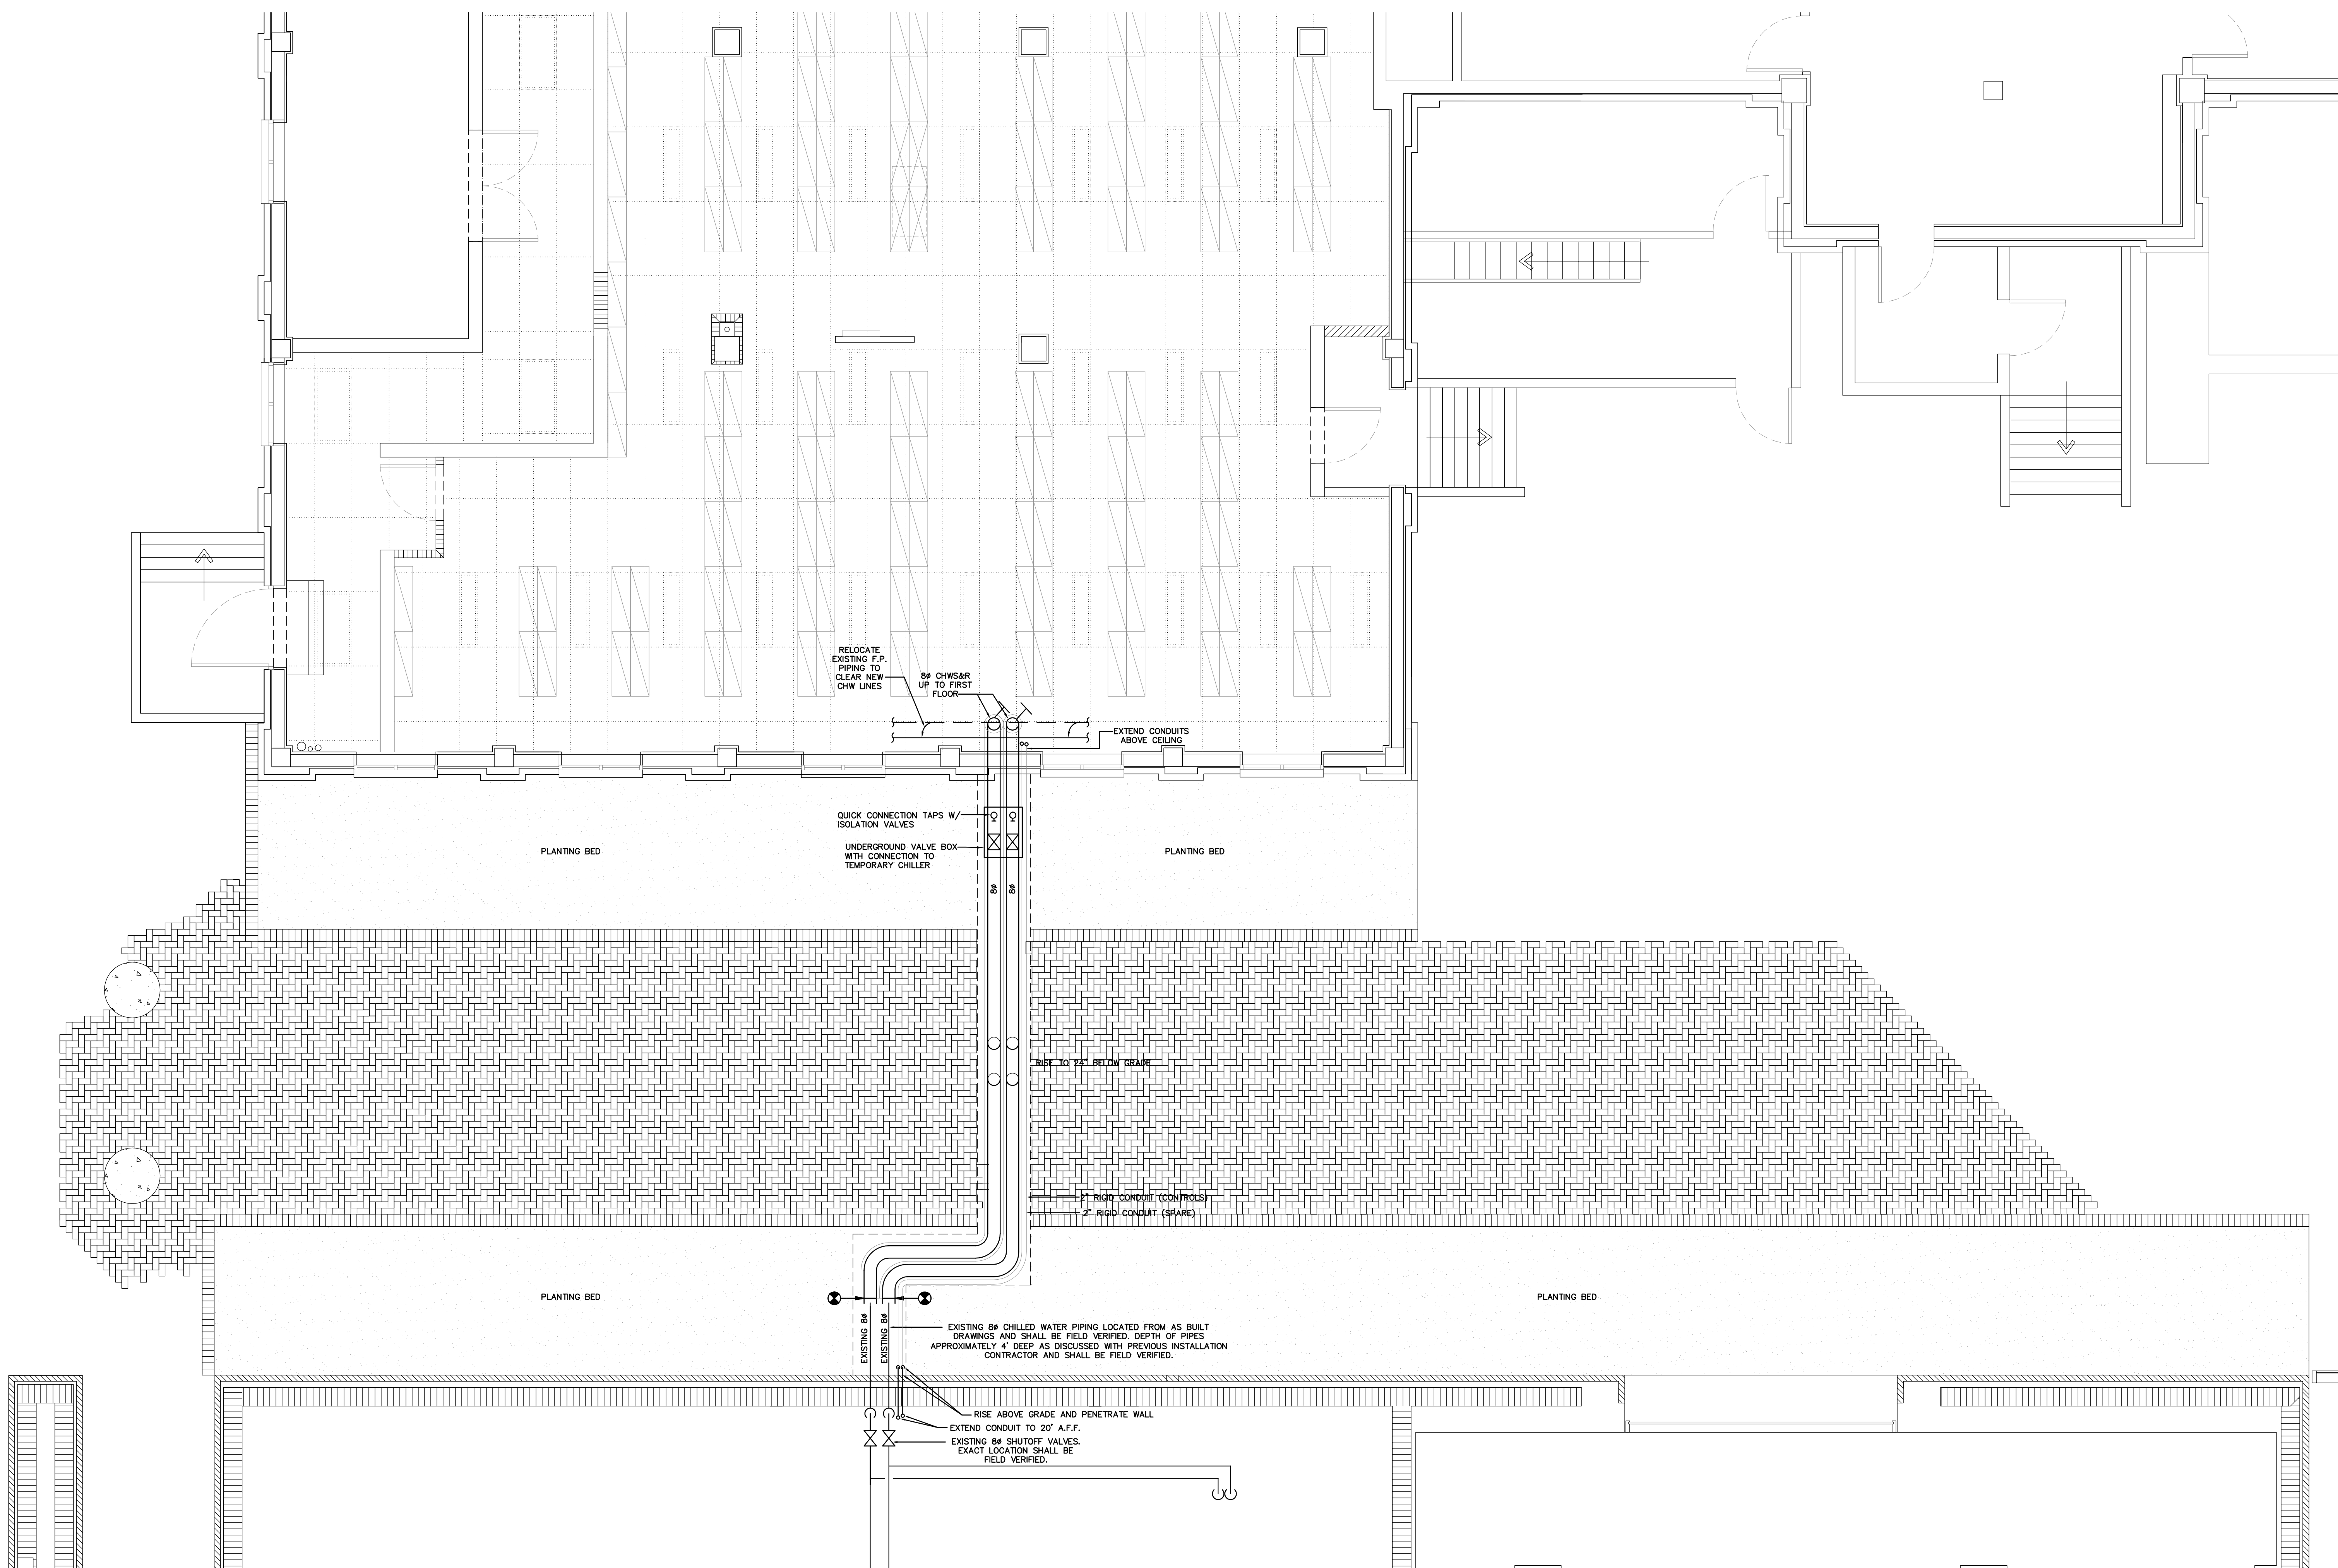 RELOCATE
EXISTING F.P.
PIPING TO
CLEAR NEW
CHW LINES
8ø CHWS&R
UP TO FIRST
FLOOR
EXTEND CONDUITS
ABOVE CEILING
QUICK CONNECTION TAPS W/
ISOLATION VALVES
UNDERGROUND VALVE BOX
WITH CONNECTION TO
TEMPORARY CHILLER
PLANTING BED
PLANTING BED
8ø
8ø
RISE TO 24" BELOW GRADE
2" RIGID CONDUIT (CONTROLS)
2" RIGID CONDUIT (SPARE)
PLANTING BED
PLANTING BED
EXISTING 8ø
EXISTING 8ø
EXISTING 8ø CHILLED WATER PIPING LOCATED FROM AS BUILT
DRAWINGS AND SHALL BE FIELD VERIFIED. DEPTH OF PIPES
APPROXIMATELY 4' DEEP AS DISCUSSED WITH PREVIOUS INSTALLATION
CONTRACTOR AND SHALL BE FIELD VERIFIED.
RISE ABOVE GRADE AND PENETRATE WALL
EXTEND CONDUIT TO 20' A.F.F.
EXISTING 8ø SHUTOFF VALVES.
EXACT LOCATION SHALL BE
FIELD VERIFIED.